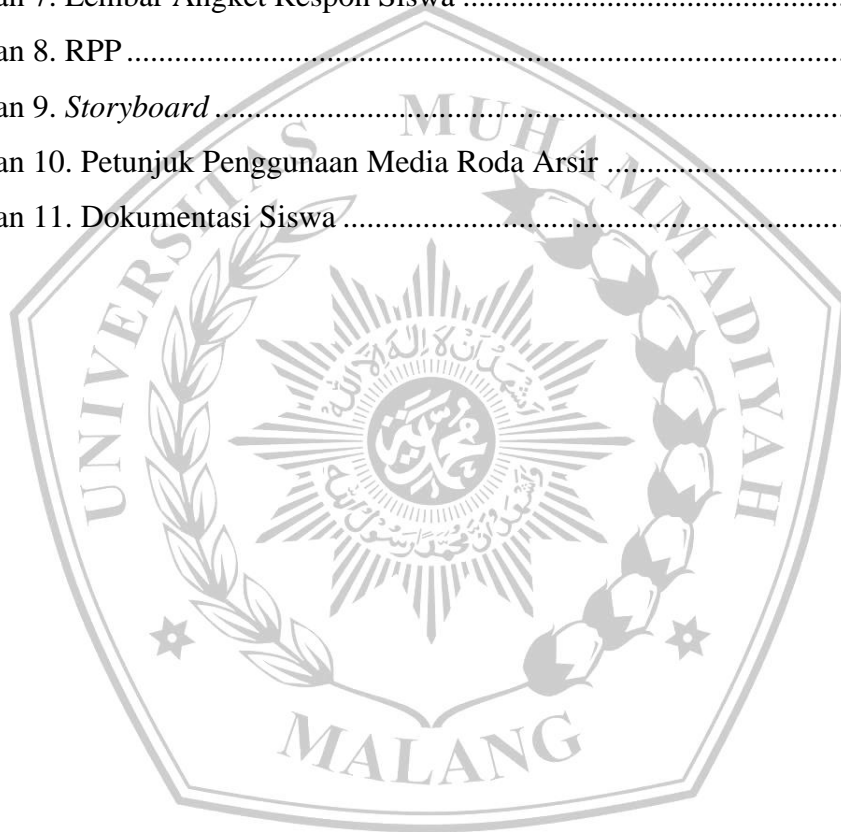 an 7. Lembar Angket Respon Siswa ................................................
an 8. RPP ..........................................................................................
an 9. Storyboard ...............................................................................
an 10. Petunjuk Penggunaan Media Roda Arsir ..............................
an 11. Dokumentasi Siswa ...............................................................
UNIVERSITAS MUHAMMADIYAH
MALANG